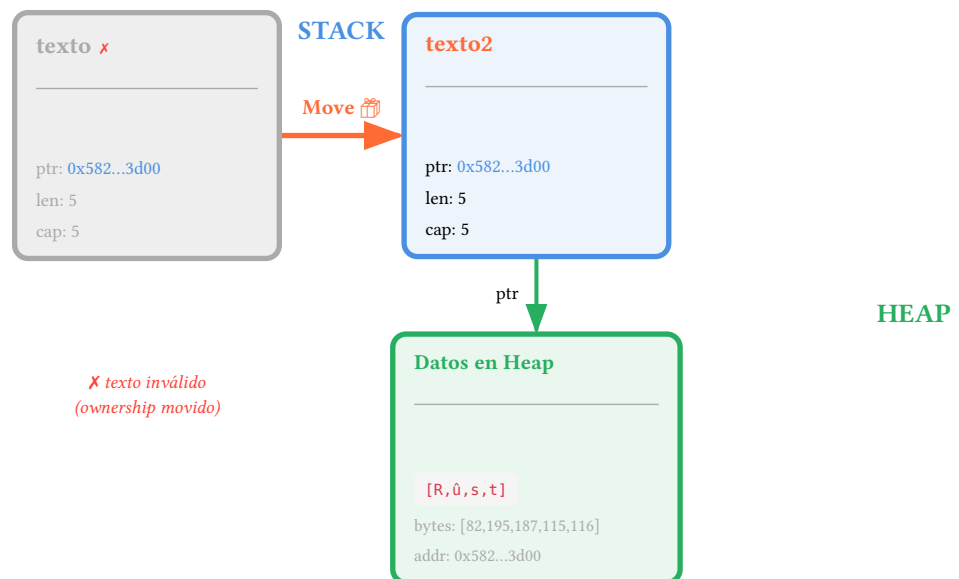 STACK
texto ✗
ptr: 0x582...3d00
len: 5
cap: 5
Move 🎁
texto2
ptr: 0x582...3d00
len: 5
cap: 5
ptr
HEAP
✗ texto inválido
(ownership movido)
Datos en Heap
[R,û,s,t]
bytes: [82,195,187,115,116]
addr: 0x582...3d00